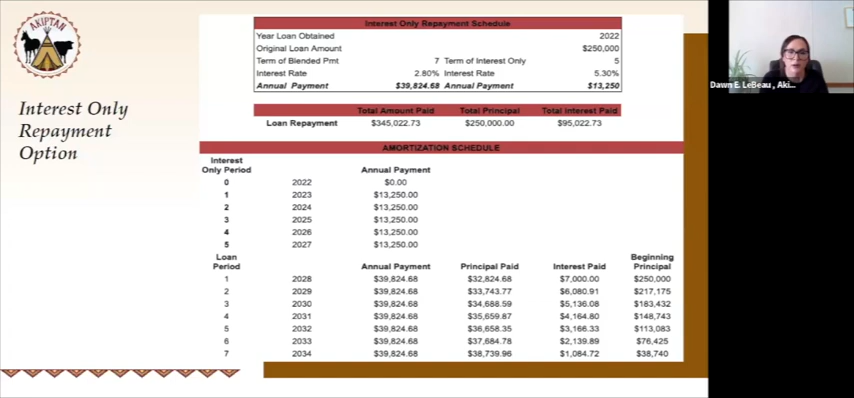 AKIPTAN
Interest Only
Repayment
Option
Interest Only Repayment Schedule
Year Loan Obtained 2022
Original Loan Amount $250,000
Term of Blended Pmt 7 Term of Interest Only 5
Interest Rate 2.80% Interest Rate 5.30%
Annual Payment $39,824.68 Annual Payment $13,250
Total Amount Paid Total Principal Total Interest Paid
Loan Repayment $345,022.73 $250,000.00 $95,022.73
AMORTIZATION SCHEDULE
Interest
Only Period Annual Payment
0 2022 $0.00
1 2023 $13,250.00
2 2024 $13,250.00
3 2025 $13,250.00
4 2026 $13,250.00
5 2027 $13,250.00
Loan Beginning
Period Annual Payment Principal Paid Interest Paid Principal
1 2028 $39,824.68 $32,824.68 $7,000.00 $250,000
2 2029 $39,824.68 $33,743.77 $6,080.91 $217,175
3 2030 $39,824.68 $34,688.59 $5,136.08 $183,432
4 2031 $39,824.68 $35,659.87 $4,164.80 $148,743
5 2032 $39,824.68 $36,658.35 $3,166.33 $113,083
6 2033 $39,824.68 $37,684.78 $2,139.89 $76,425
7 2034 $39,824.68 $38,739.96 $1,084.72 $38,740
Dawn E. LeBeau , Aki...